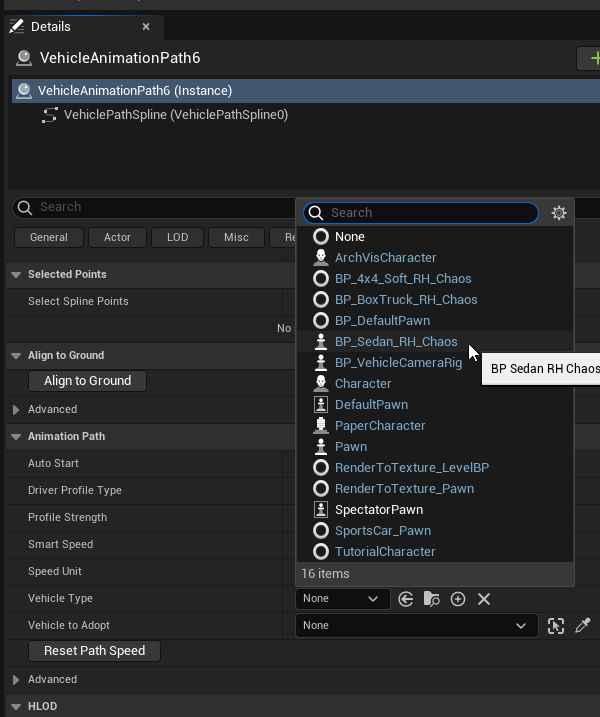 Details
VehicleAnimationPath6
VehicleAnimationPath6 (Instance)
VehiclePathSpline (VehiclePathSpline0)
Search
General
Actor
LOD
Misc
Re
Search
None
ArchVisCharacter
BP_4x4_Soft_RH_Chaos
BP_BoxTruck_RH_Chaos
BP_DefaultPawn
BP_Sedan_RH_Chaos
BP_VehicleCameraRig
Character
DefaultPawn
PaperCharacter
Pawn
RenderToTexture_LevelBP
RenderToTexture_Pawn
SpectatorPawn
SportsCar_Pawn
TutorialCharacter
16 items
BP Sedan RH Chaos
Selected Points
Select Spline Points
No
Align to Ground
Align to Ground
Advanced
Animation Path
Auto Start
Driver Profile Type
Profile Strength
Smart Speed
Speed Unit
Vehicle Type
None
Vehicle to Adopt
None
Reset Path Speed
Advanced
HLOD